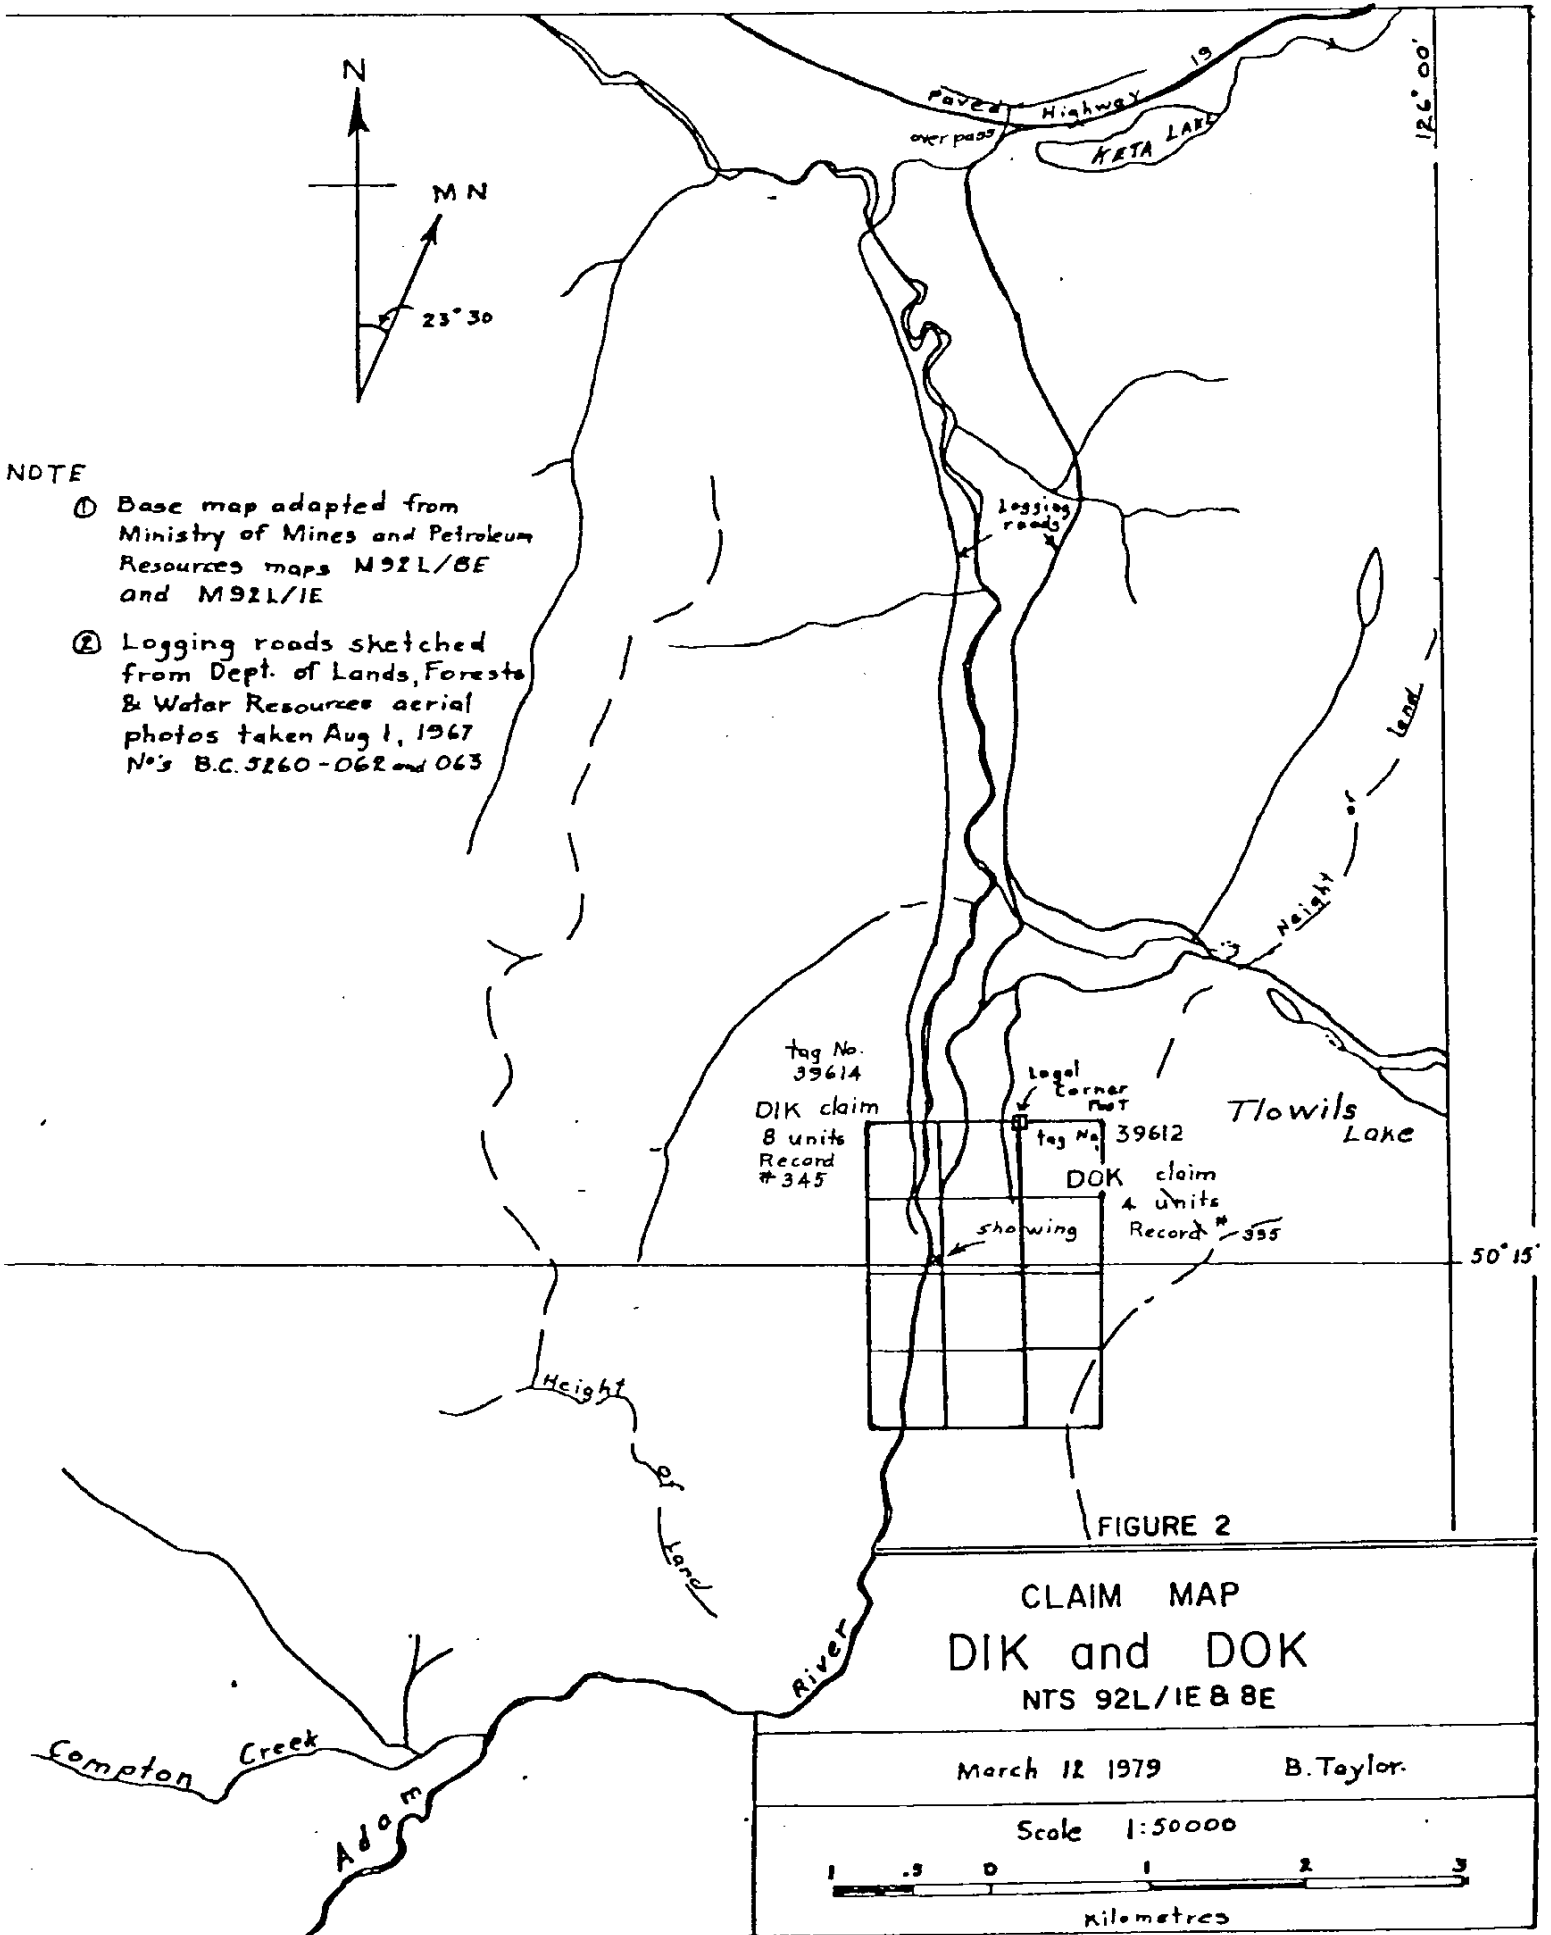 N
M N
23°30
NOTE
① Base map adapted from
Ministry of Mines and Petroleum
Resources maps M92L/8E
and M92L/1E
② Logging roads sketched
from Dept. of Lands, Forests
& Water Resources aerial
photos taken Aug 1, 1967
No's B.C. 5260-062 and 063
Paved Highway 19
over pass
KETA LAKE
126° 00'
Logging
roads
Height or Land
tag No.
39614
DIK claim
8 units
Record
#345
Legal
Corner
Post
tag No. 39612
DOK claim
4 units
Record #
Tlowils
Lake
showing
50° 15'
Height
of
Land
Compton Creek
Adam River
FIGURE 2
CLAIM MAP
DIK and DOK
NTS 92L/1E & 8E
March 12 1979 B. Taylor.
Scale 1:50000
1 .5 0 1 2 3
Kilometres